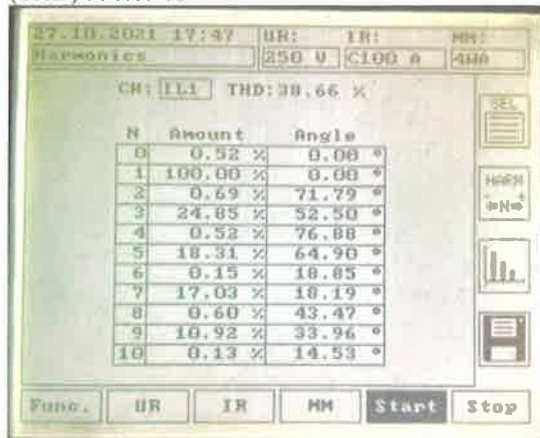 27.10.2021 17:47 UR: IR: MM:
Harmonics 250 V C100 A 4WA
CH: IL1 THD:38.66 %
SEL
N Amount Angle
0 0.52 % 0.00 °
1 100.00 % 0.00 °
2 0.69 % 71.79 °
3 24.85 % 52.50 °
4 0.52 % 76.88 °
5 18.31 % 64.90 °
6 0.15 % 18.85 °
7 17.03 % 18.19 °
8 0.60 % 43.47 °
9 10.92 % 33.96 °
10 0.13 % 14.53 °
HARM
⇐N⇒
Func. UR IR MM Start Stop